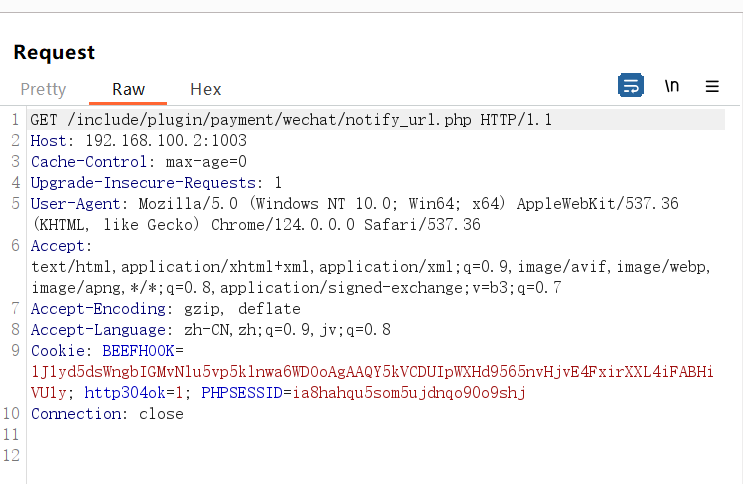 Request
Pretty Raw Hex
\n
1 GET /include/plugin/payment/wechat/notify_url.php HTTP/1.1
2 Host: 192.168.100.2:1003
3 Cache-Control: max-age=0
4 Upgrade-Insecure-Requests: 1
5 User-Agent: Mozilla/5.0 (Windows NT 10.0; Win64; x64) AppleWebKit/537.36
(KHTML, like Gecko) Chrome/124.0.0.0 Safari/537.36
6 Accept:
text/html,application/xhtml+xml,application/xml;q=0.9,image/avif,image/webp,
image/apng,*/*;q=0.8,application/signed-exchange;v=b3;q=0.7
7 Accept-Encoding: gzip, deflate
8 Accept-Language: zh-CN,zh;q=0.9,jv;q=0.8
9 Cookie: BEEFHOOK=
1J1yd5dsWngbIGMvN1u5vp5k1nwa6WD0oAgAAQY5kVCDUIpWXHd9565nvHjvE4FxirXXL4iFABHi
VU1y; http304ok=1; PHPSESSID=ia8hahqu5som5ujdnqo90o9shj
10 Connection: close
11
12